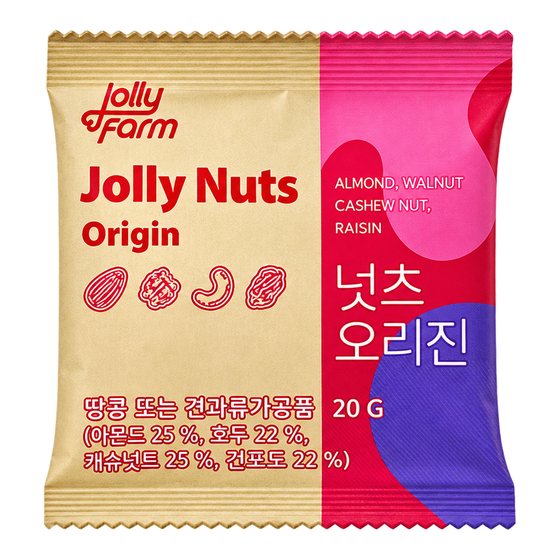 Jolly
Farm
Jolly Nuts
Origin
ALMOND, WALNUT
CASHEW NUT,
RAISIN
넛츠
오리진
땅콩 또는 견과류가공품
(아몬드 25 %, 호두 22 %,
캐슈넛트 25 %, 건포도 22 %)
20 G